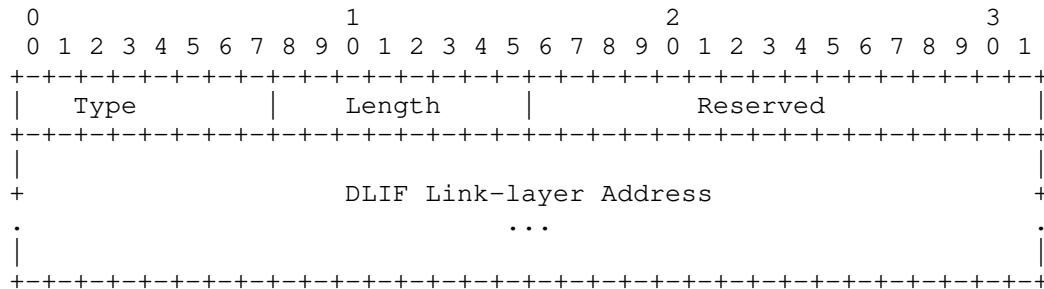 0                   1                   2                   3
 0 1 2 3 4 5 6 7 8 9 0 1 2 3 4 5 6 7 8 9 0 1 2 3 4 5 6 7 8 9 0 1
+-+-+-+-+-+-+-+-+-+-+-+-+-+-+-+-+-+-+-+-+-+-+-+-+-+-+-+-+-+-+-+-+
|   Type        |    Length     |          Reserved             |
+-+-+-+-+-+-+-+-+-+-+-+-+-+-+-+-+-+-+-+-+-+-+-+-+-+-+-+-+-+-+-+-+
|                                                               |
+                    DLIF Link-layer Address                    +
.                              ...                              .
|                                                               |
+-+-+-+-+-+-+-+-+-+-+-+-+-+-+-+-+-+-+-+-+-+-+-+-+-+-+-+-+-+-+-+-+